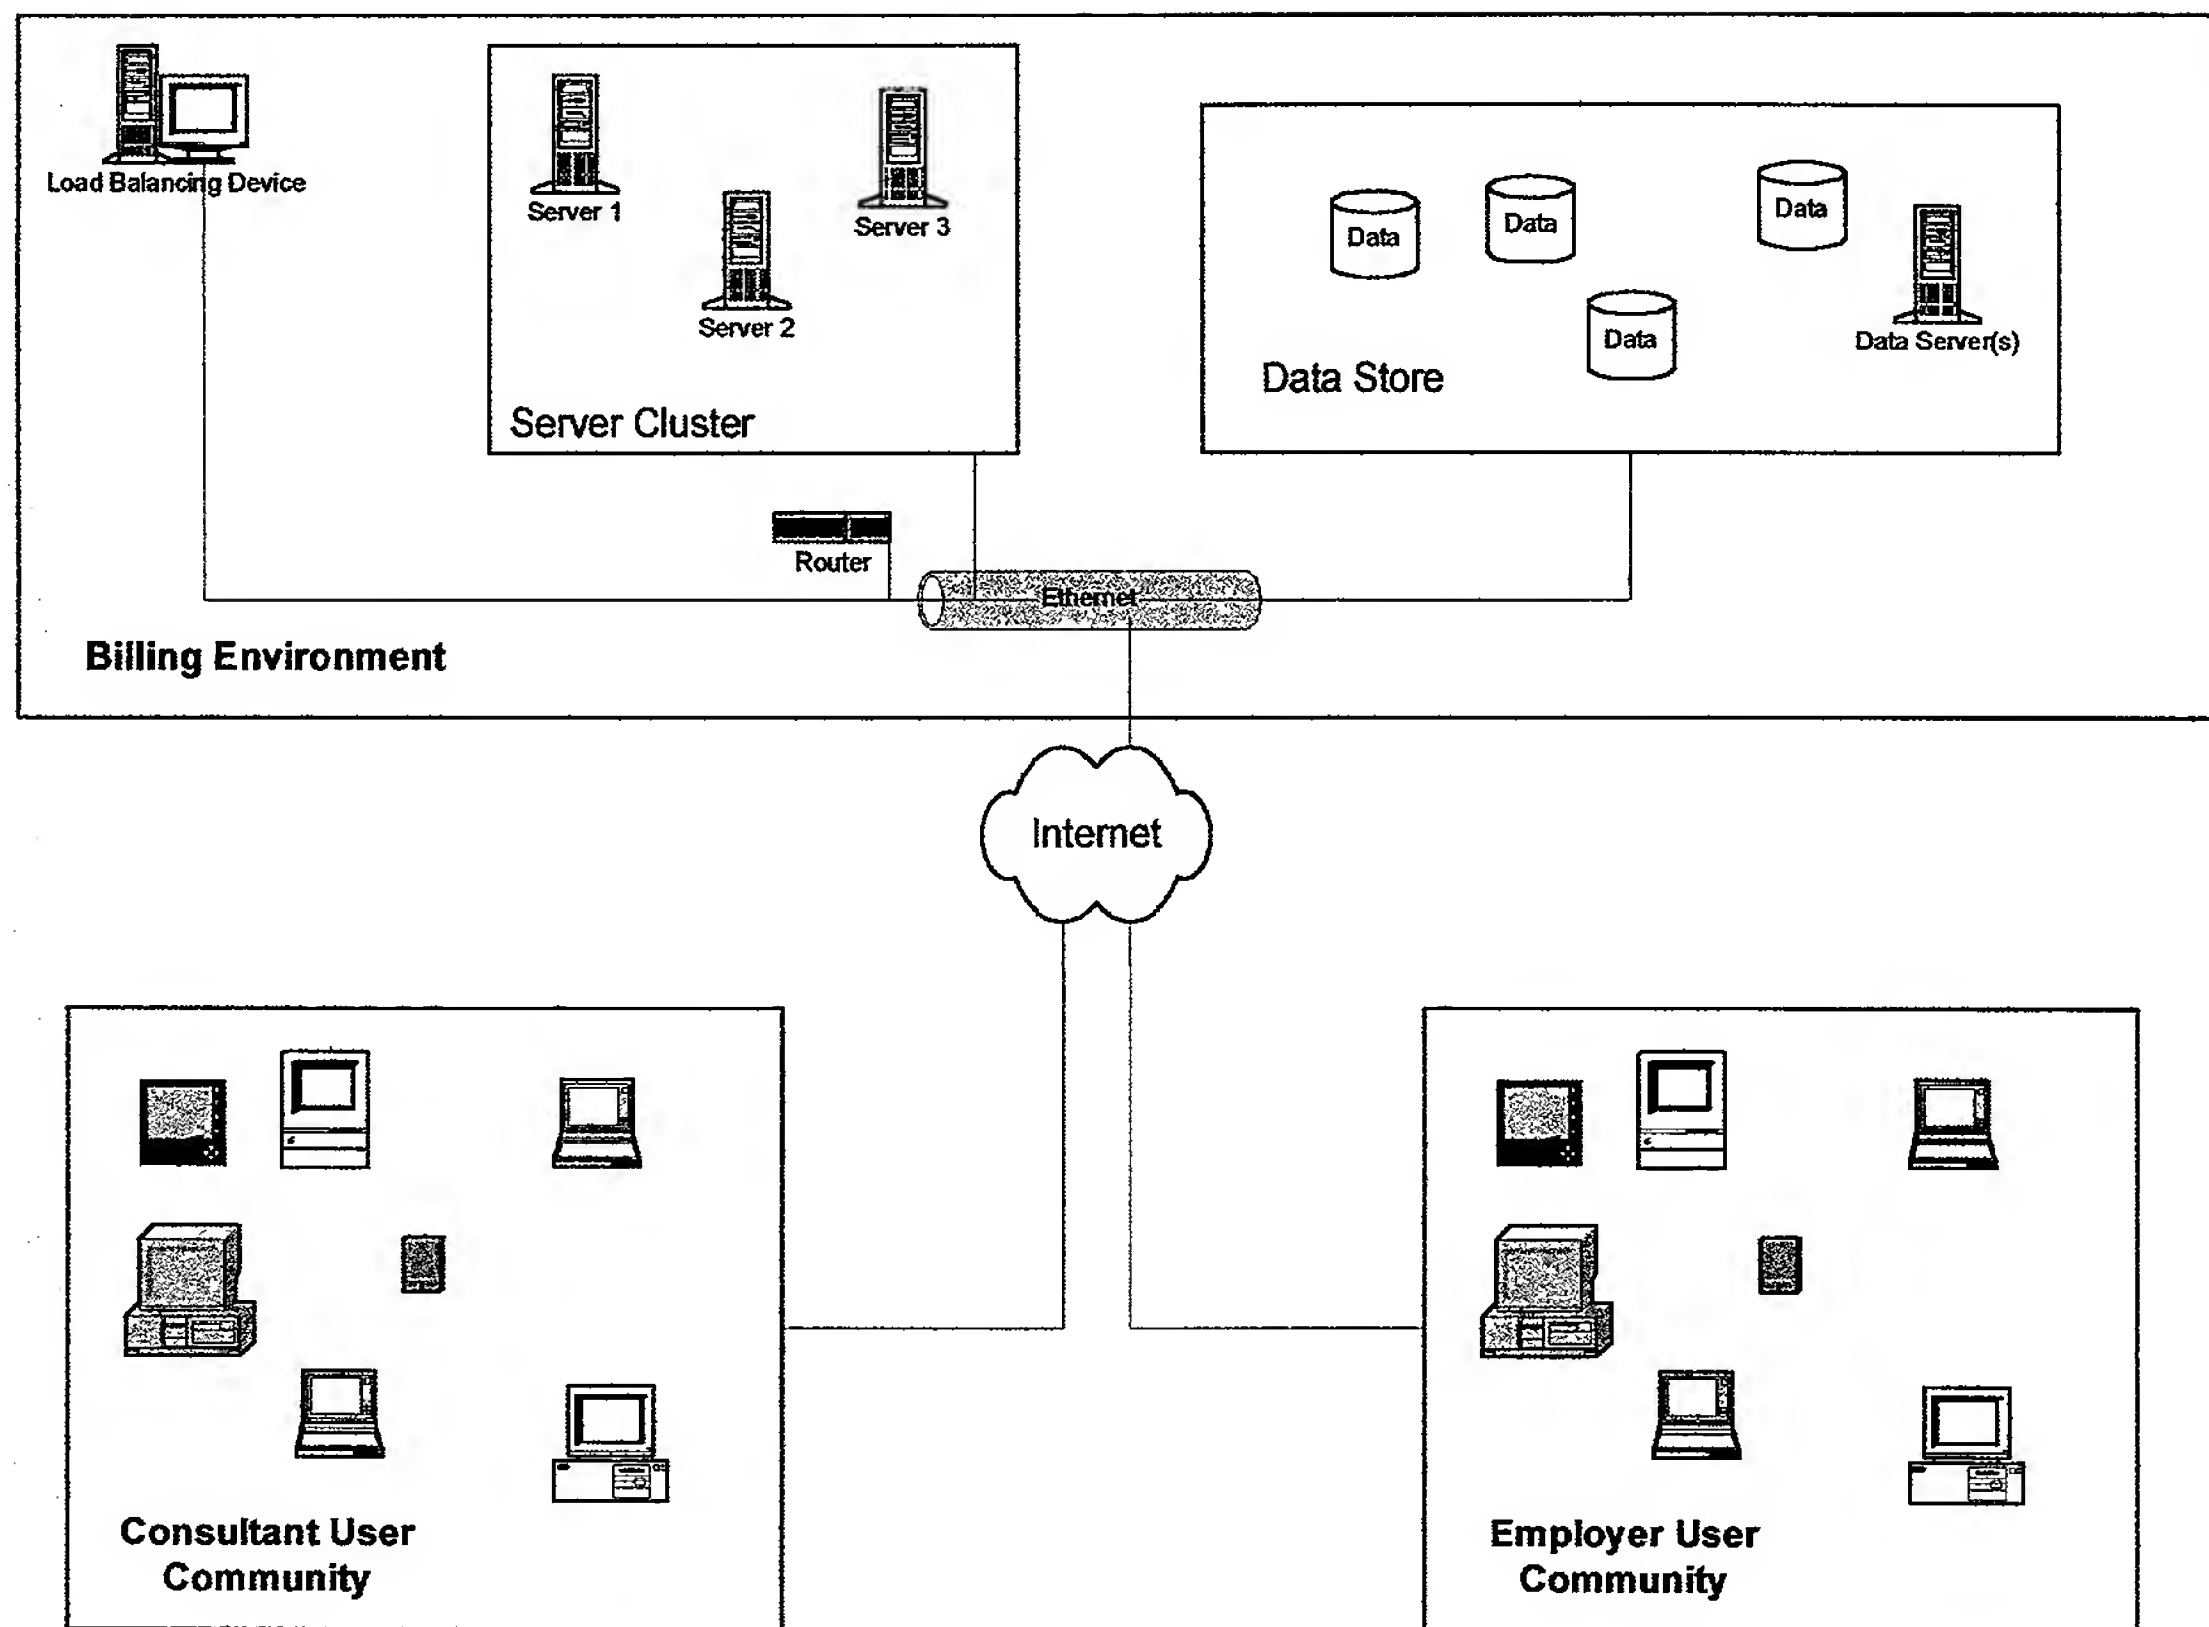 Load Balancing Device
Server 1
Server 2
Server 3
Server Cluster
Data
Data
Data
Data
Data Server(s)
Data Store
Router
Ethernet
Billing Environment
Internet
Consultant User
Community
Employer User
Community